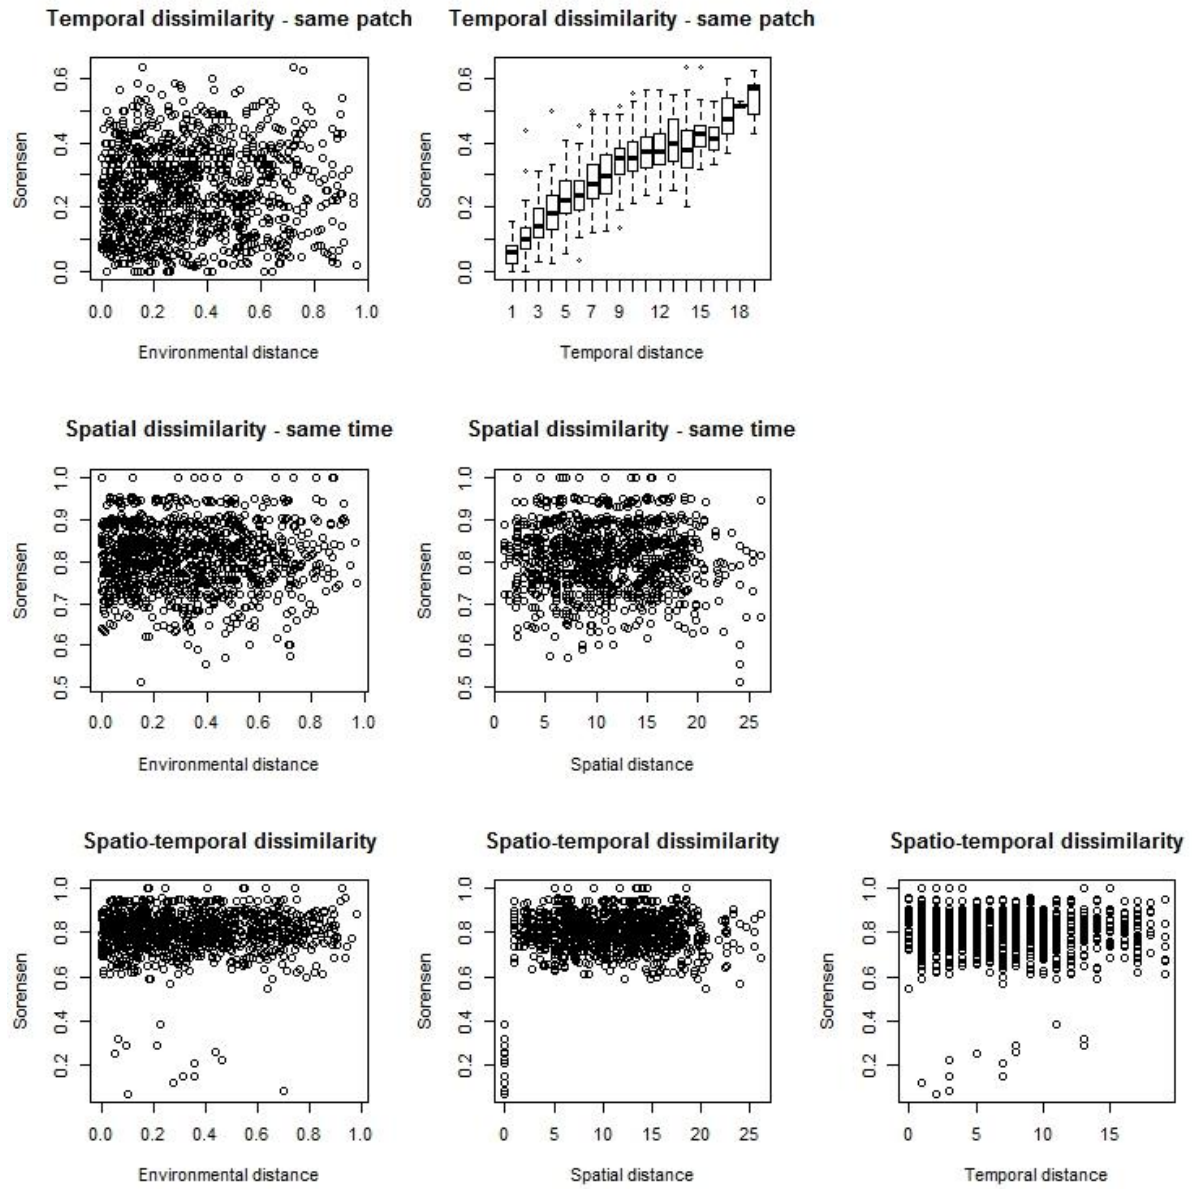 Temporal dissimilarity - same patch
Sorensen
0.0 0.2 0.4 0.6
0.0 0.2 0.4 0.6 0.8 1.0
Environmental distance
Temporal dissimilarity - same patch
Sorensen
0.0 0.2 0.4 0.6
1 3 5 7 9 12 15 18
Temporal distance
Spatial dissimilarity - same time
Sorensen
0.5 0.6 0.7 0.8 0.9 1.0
0.0 0.2 0.4 0.6 0.8 1.0
Environmental distance
Spatial dissimilarity - same time
Sorensen
0.5 0.6 0.7 0.8 0.9 1.0
0 5 10 15 20 25
Spatial distance
Spatio-temporal dissimilarity
Sorensen
0.2 0.4 0.6 0.8 1.0
0.0 0.2 0.4 0.6 0.8 1.0
Environmental distance
Spatio-temporal dissimilarity
Sorensen
0.2 0.4 0.6 0.8 1.0
0 5 10 15 20 25
Spatial distance
Spatio-temporal dissimilarity
Sorensen
0.2 0.4 0.6 0.8 1.0
0 5 10 15
Temporal distance